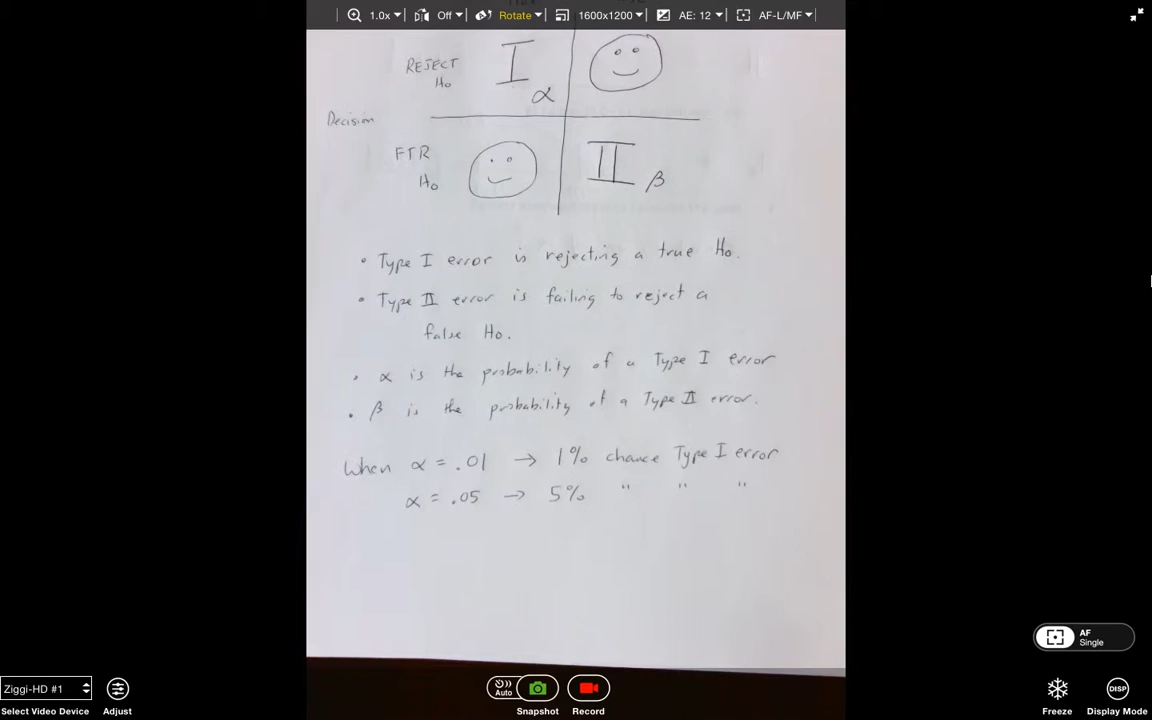 1.0x Off Rotate 1600x1200 AE: 12 AF-L/MF
REJECT I
Ho α
Decision
FTR II
Ho β
• Type I error is rejecting a true Ho.
• Type II error is failing to reject a
false Ho.
• α is the probability of a Type I error
• β is the probability of a Type II error.
When α = .01 → 1% chance Type I error
α = .05 → 5% " " "
AF
Single
Ziggi-HD #1
Select Video Device
Adjust
Auto
Snapshot
Record
Freeze
DISP
Display Mode